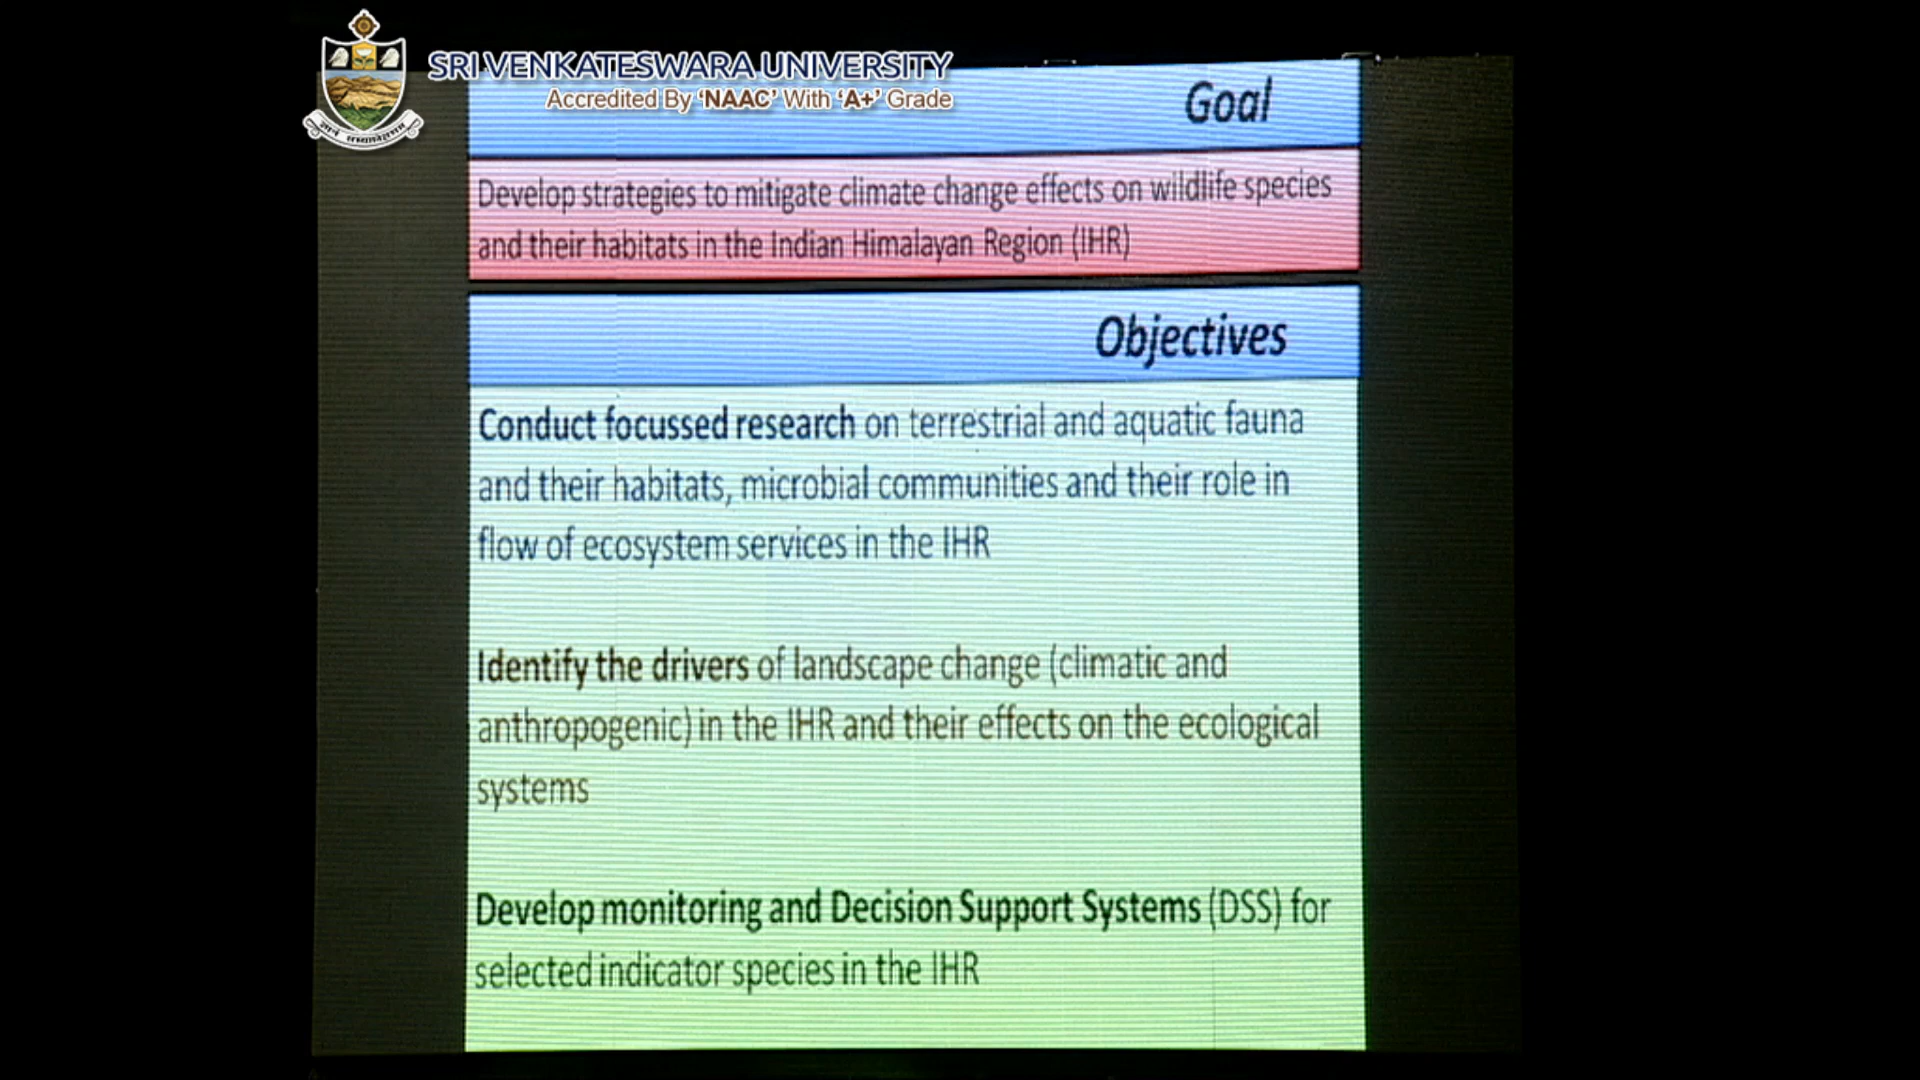 SRI VENKATESWARA UNIVERSITY
Accredited By ‘NAAC’ With ‘A+’ Grade
Goal
Develop strategies to mitigate climate change effects on wildlife species
and their habitats in the Indian Himalayan Region (IHR)
Objectives
Conduct focussed research on terrestrial and aquatic fauna
and their habitats, microbial communities and their role in
flow of ecosystem services in the IHR
Identify the drivers of landscape change (climatic and
anthropogenic) in the IHR and their effects on the ecological
systems
Develop monitoring and Decision Support Systems (DSS) for
selected indicator species in the IHR